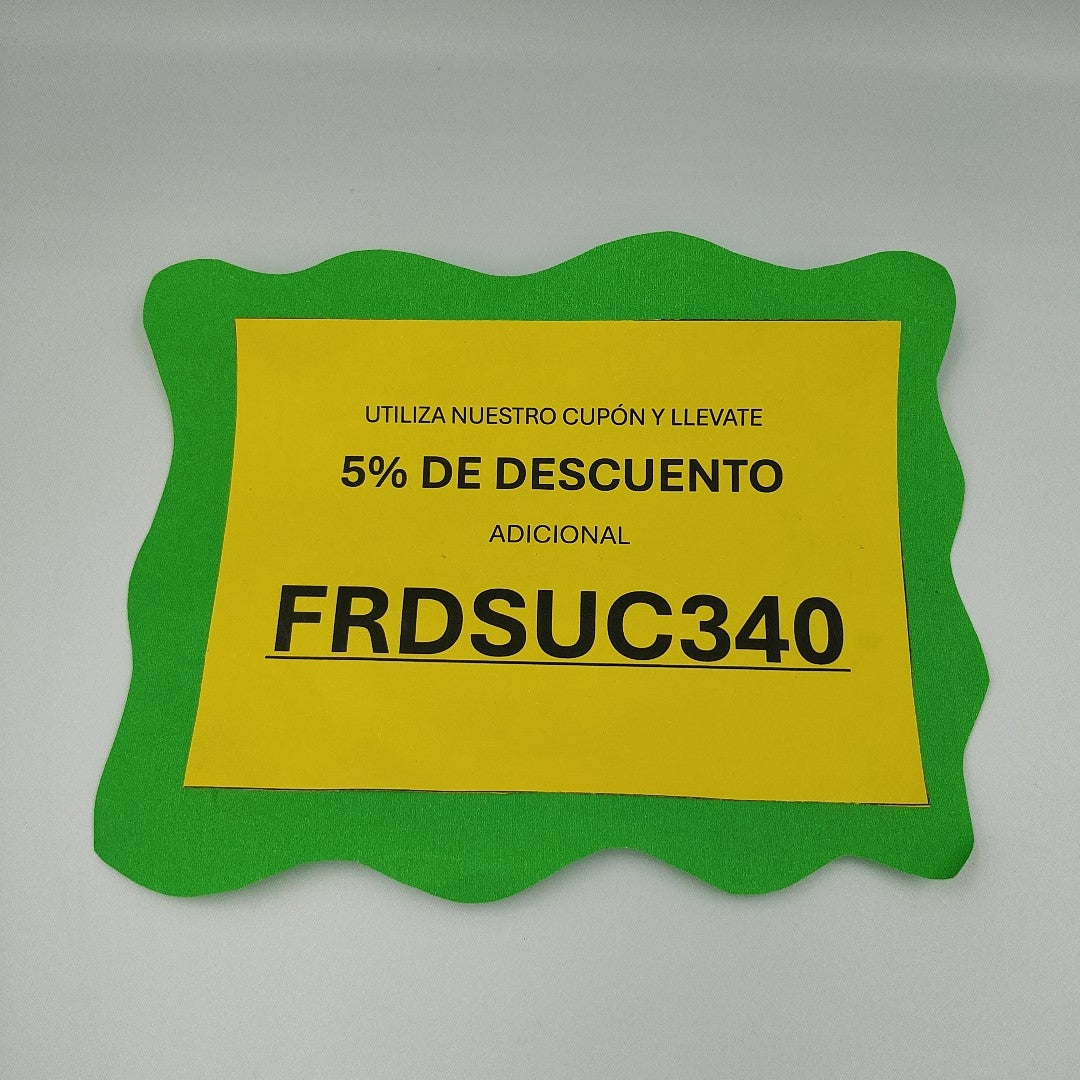 UTILIZA NUESTRO CUPÓN Y LLEVATE
5% DE DESCUENTO
ADICIONAL
FRDSUC340